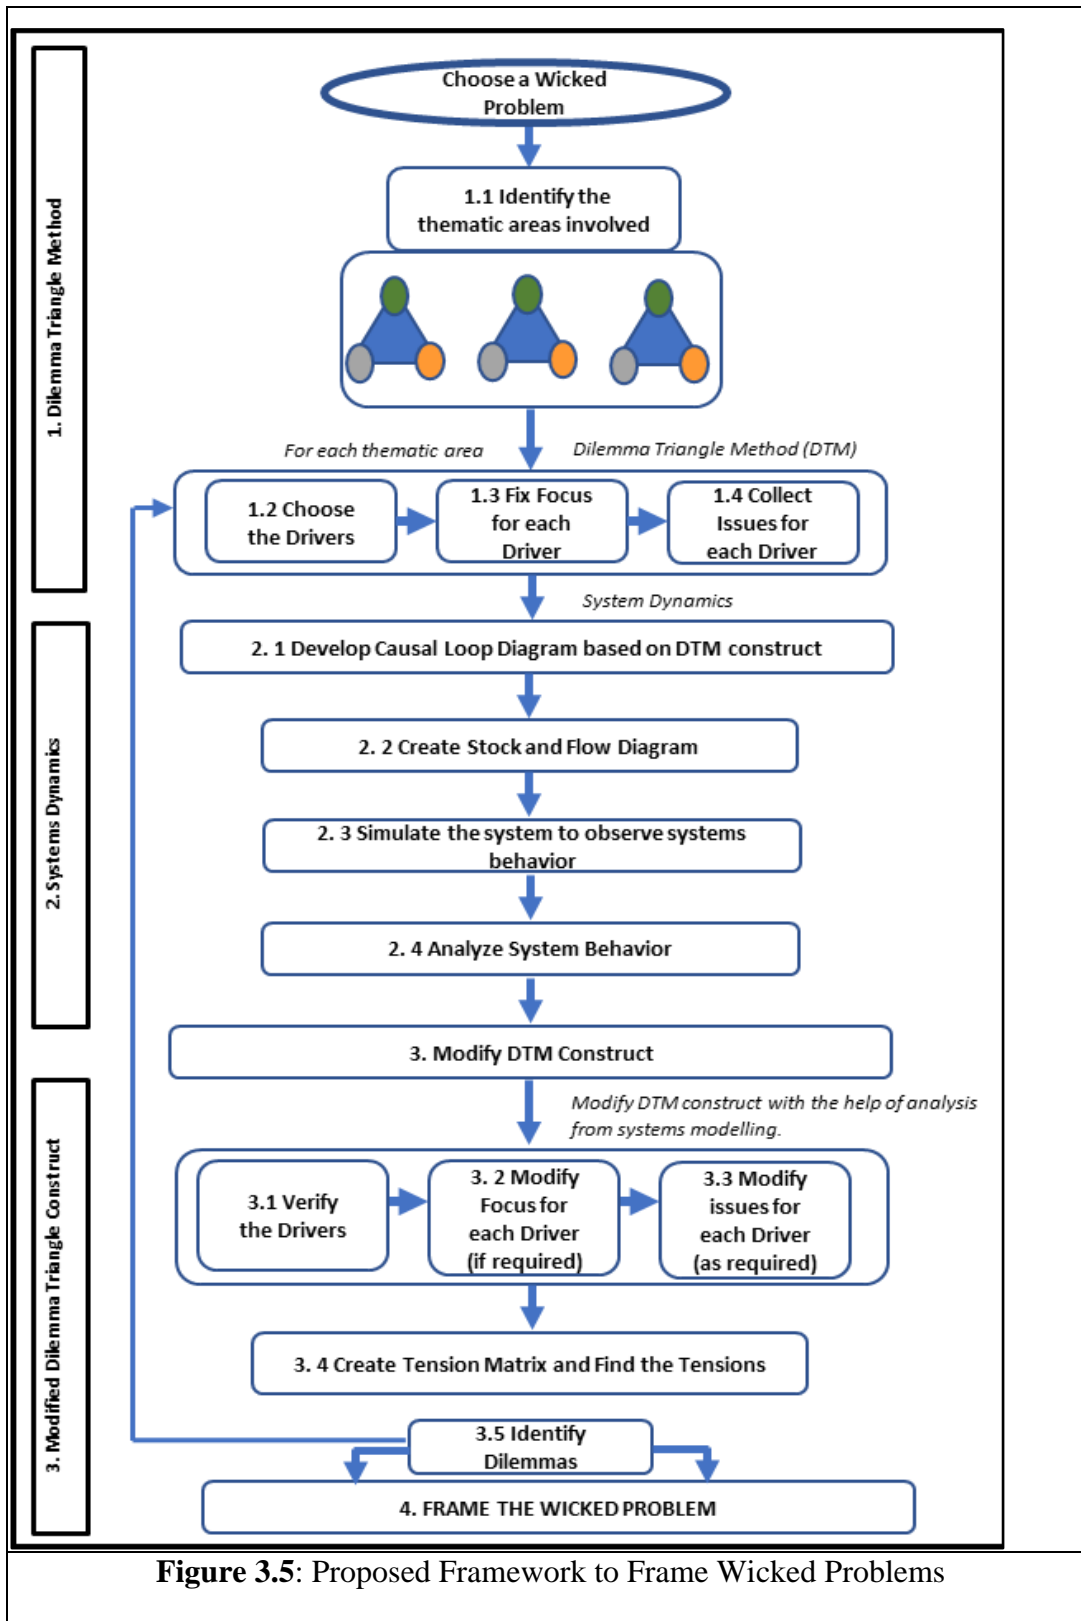 Choose a Wicked
Problem
1. Dilemma Triangle Method
1.1 Identify the
thematic areas involved
For each thematic area
Dilemma Triangle Method (DTM)
1.2 Choose
the Drivers
1.3 Fix Focus
for each
Driver
1.4 Collect
Issues for
each Driver
System Dynamics
2. Systems Dynamics
2. 1 Develop Causal Loop Diagram based on DTM construct
2. 2 Create Stock and Flow Diagram
2. 3 Simulate the system to observe systems
behavior
2. 4 Analyze System Behavior
3. Modify DTM Construct
3. Modified Dilemma Triangle Construct
Modify DTM construct with the help of analysis
from systems modelling.
3.1 Verify
the Drivers
3. 2 Modify
Focus for
each Driver
(if required)
3.3 Modify
issues for
each Driver
(as required)
3. 4 Create Tension Matrix and Find the Tensions
3.5 Identify
Dilemmas
4. FRAME THE WICKED PROBLEM
Figure 3.5: Proposed Framework to Frame Wicked Problems